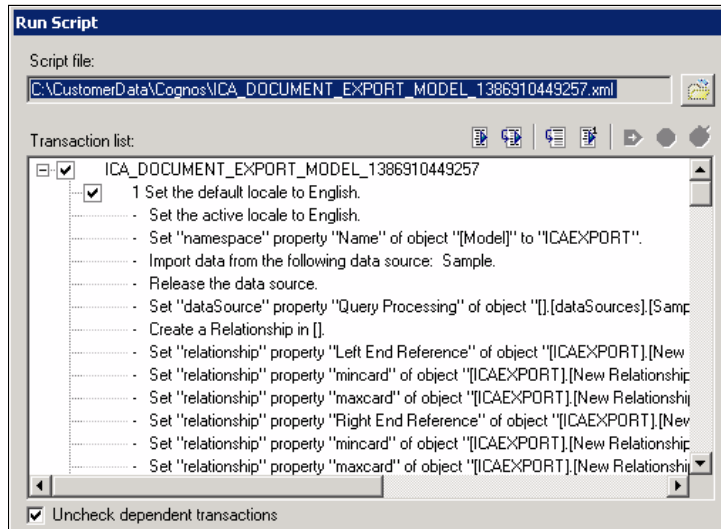 Run Script
Script file:
C:\CustomerData\Cognos\ICA_DOCUMENT_EXPORT_MODEL_1386910449257.xml
Transaction list:
ICA_DOCUMENT_EXPORT_MODEL_1386910449257
1 Set the default locale to English.
- Set the active locale to English.
- Set "namespace" property "Name" of object "[Model]" to "ICAEXPORT".
- Import data from the following data source: Sample.
- Release the data source.
- Set "dataSource" property "Query Processing" of object "[].[dataSources].[Samp
- Create a Relationship in [].
- Set "relationship" property "Left End Reference" of object "[ICAEXPORT].[New
- Set "relationship" property "mincard" of object "[ICAEXPORT].[New Relationship
- Set "relationship" property "maxcard" of object "[ICAEXPORT].[New Relationshi
- Set "relationship" property "Right End Reference" of object "[ICAEXPORT].[Nev
- Set "relationship" property "mincard" of object "[ICAEXPORT].[New Relationship
- Set "relationship" property "maxcard" of object "[ICAEXPORT].[New Relationshi
Uncheck dependent transactions